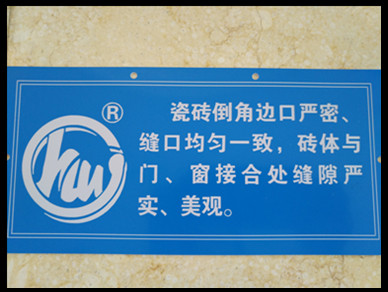 ®
瓷砖倒角边口严密、
缝口均匀一致，砖体与
门、窗接合处缝隙严
实、美观。